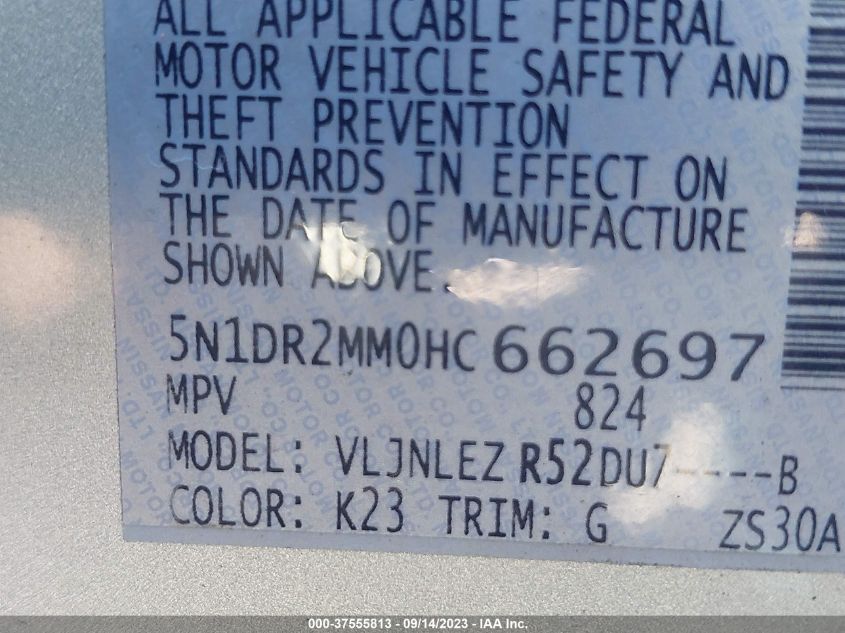 ALL APPLICABLE FEDERAL
MOTOR VEHICLE SAFETY AND
THEFT PREVENTION
STANDARDS IN EFFECT ON
THE DATE OF MANUFACTURE
SHOWN ABOVE.
5N1DR2MM0HC662697
MPV 824
MODEL: VLJNLEZ R52DU7----B
COLOR: K23 TRIM: G ZS30A
000-37555813 - 09/14/2023 - IAA Inc.